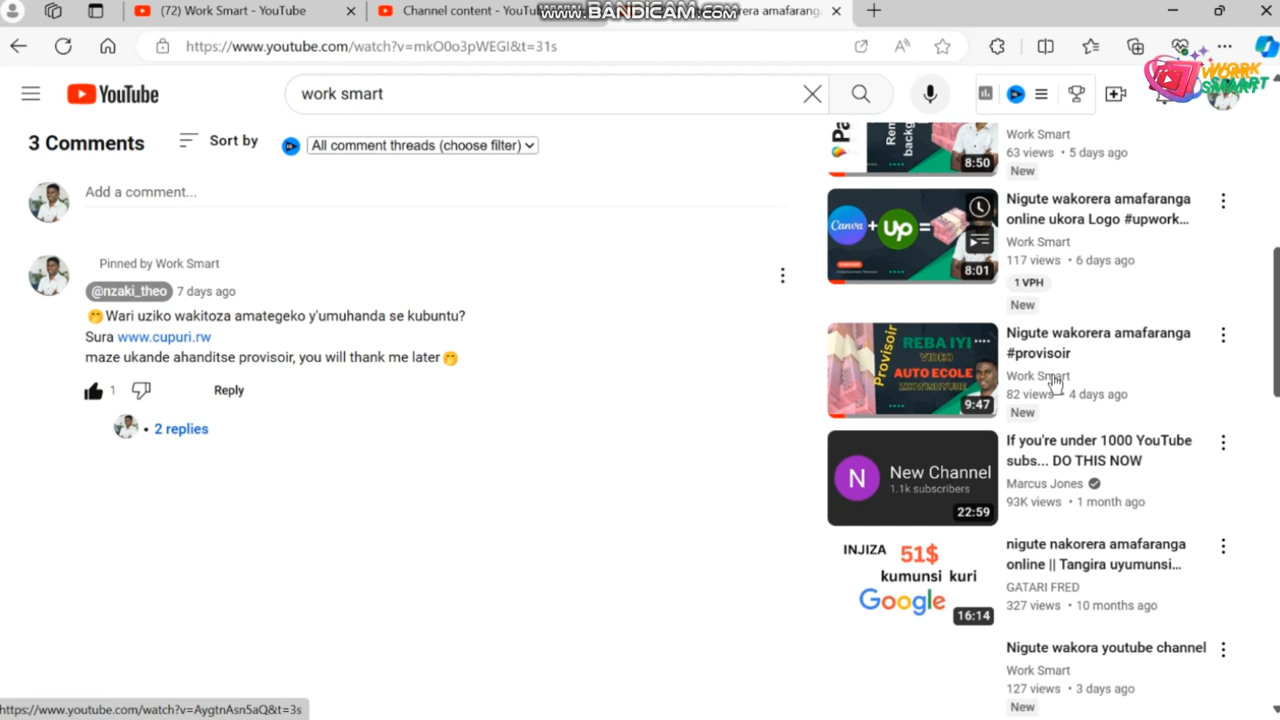 (72) Work Smart - YouTube
Channel content - YouTu
www.BANDICAM.com
korera amafaranga
https://www.youtube.com/watch?v=mkO0o3pWEGI&t=31s
WORK
SMART
YouTube
work smart
3 Comments
Sort by
All comment threads (choose filter)
Add a comment...
Pinned by Work Smart
@nzaki_theo 7 days ago
Wari uziko wakitoza amategeko y'umuhanda se kubuntu?
Sura www.cupuri.rw
maze ukande ahanditse provisoir, you will thank me later
1
Reply
• 2 replies
Pa
Rem
backg
8:50
Work Smart
63 views • 5 days ago
New
Canva + Up =
8:01
Nigute wakorera amafaranga
online ukora Logo #upwork...
Work Smart
117 views • 6 days ago
1 VPH
New
Provisoir
REBA IYI
VIDEO
AUTO ECOLE
9:47
Nigute wakorera amafaranga
#provisoir
Work Smart
82 views • 4 days ago
New
N
New Channel
1.1k subscribers
22:59
If you're under 1000 YouTube
subs... DO THIS NOW
Marcus Jones
93K views • 1 month ago
INJIZA 51$
kumunsi kuri
Google
16:14
nigute nakorera amafaranga
online || Tangira uyumunsi...
GATARI FRED
327 views • 10 months ago
Nigute wakora youtube channel
Work Smart
127 views • 3 days ago
New
https://www.youtube.com/watch?v=AygtnAsn5aQ&t=3s